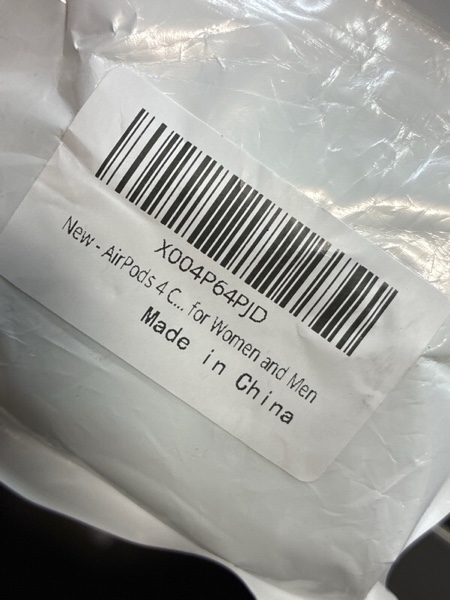 X004P64PJD
New - AirPods 4 C... for Women and Men
Made in China